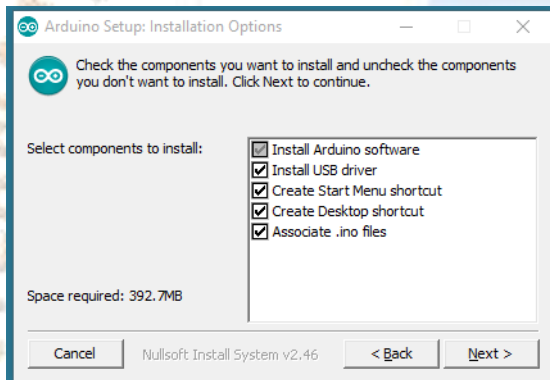 Arduino Setup: Installation Options
Check the components you want to install and uncheck the components
you don't want to install. Click Next to continue.
Select components to install:
Install Arduino software
Install USB driver
Create Start Menu shortcut
Create Desktop shortcut
Associate .ino files
Space required: 392.7MB
Cancel
Nullsoft Install System v2.46
< Back
Next >